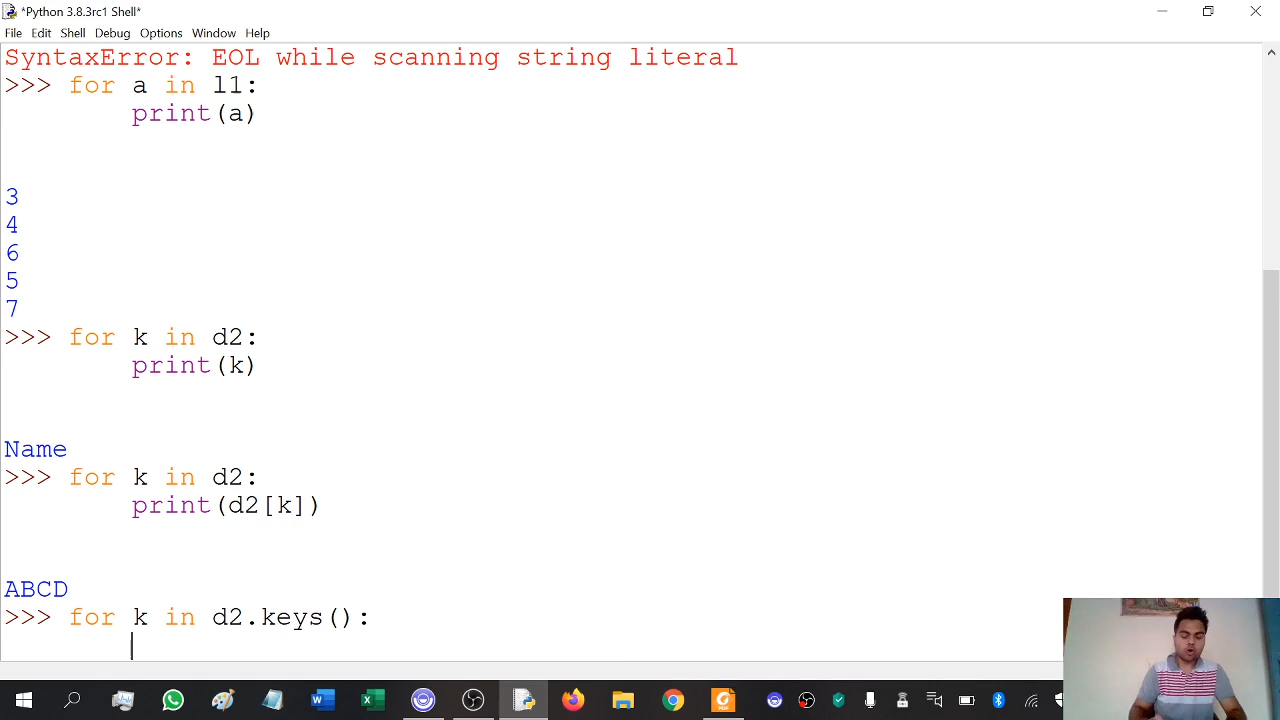 *Python 3.8.3rc1 Shell*
File Edit Shell Debug Options Window Help
SyntaxError: EOL while scanning string literal
>>> for a in l1:
print(a)
3
4
6
5
7
>>> for k in d2:
print(k)
Name
>>> for k in d2:
print(d2[k])
ABCD
>>> for k in d2.keys():